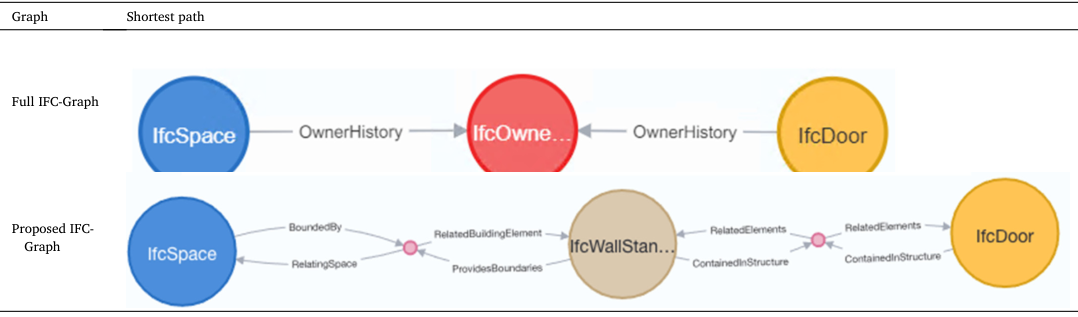 Graph Shortest path
Full IFC-Graph
IfcSpace OwnerHistory IfcOwne... OwnerHistory IfcDoor
Proposed IFC-
Graph
IfcSpace BoundedBy RelatingSpace RelatedBuildingElement ProvidesBoundaries IfcWallStan... RelatedElements ContainedInStructure RelatedElements ContainedInStructure IfcDoor